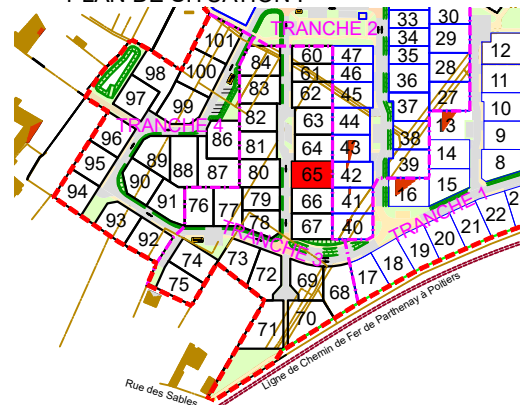 PLAN DE SITUATION :
TRANCHE 2
33 30
101 34 29 12
84 60 47
98 100 61 46 35 28 11
83 62 45 36
97 99 27 10
82 63 44 37 13
TRANCHE 4
96 86 38 9
89 81 64 43 14
95 88 87 80 65 42 39 8
94 90 15
91 76 77 79 66 41 16
93 78 67 40
92 TRANCHE 3 TRANCHE 1
74 73 72 69 17 18 19 20 21 22
75 68
71 70
Ligne de Chemin de Fer de Parthenay à Poitiers
Rue des Sables